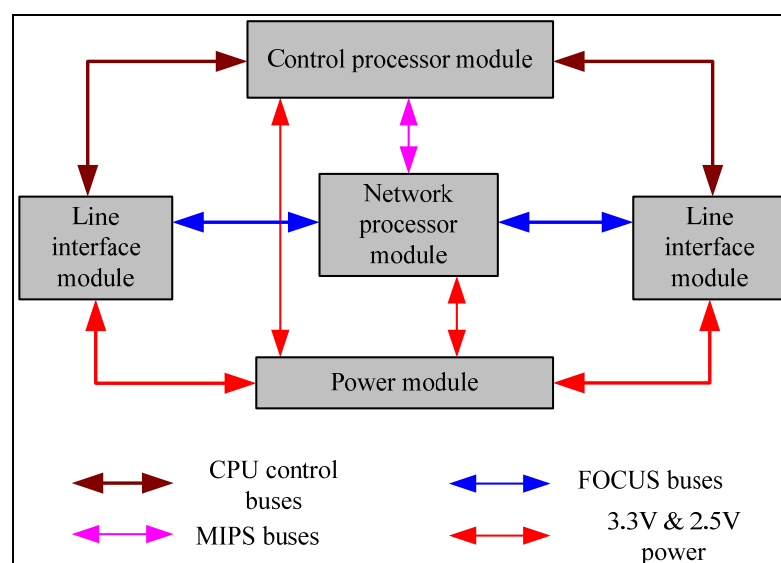 Control processor module
Line
interface
module
Network
processor
module
Line
interface
module
Power module
CPU control
buses
FOCUS buses
MIPS buses
3.3V & 2.5V
power